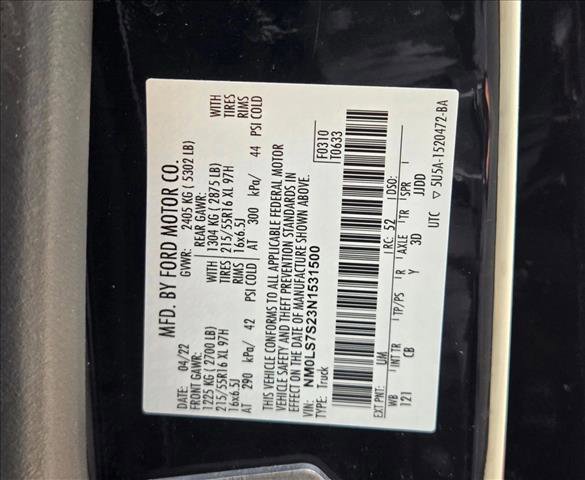 MFD. BY FORD MOTOR CO.
DATE: 04/22 GVWR: 2405 KG ( 5302 LB)
FRONT GAWR: REAR GAWR:
1225 KG ( 2700 LB) WITH 1304 KG ( 2875 LB) WITH
215/55R16 XL 97H TIRES 215/55R16 XL 97H TIRES
16x6.5J RIMS 16x6.5J RIMS
AT 290 kPa/ 42 PSI COLD AT 300 kPa/ 44 PSI COLD
THIS VEHICLE CONFORMS TO ALL APPLICABLE FEDERAL MOTOR
VEHICLE SAFETY AND THEFT PREVENTION STANDARDS IN
EFFECT ON THE DATE OF MANUFACTURE SHOWN ABOVE.
F0310
T0633
VIN: NM0LS7S23N1531500
TYPE: Truck
EXT PNT: UM RC: 52 DSO:
WB INT TR TP/PS R AXLE TR SPR
121 CB Y 3D JJDD
UTC ▽ 5U5A-1520472-BA